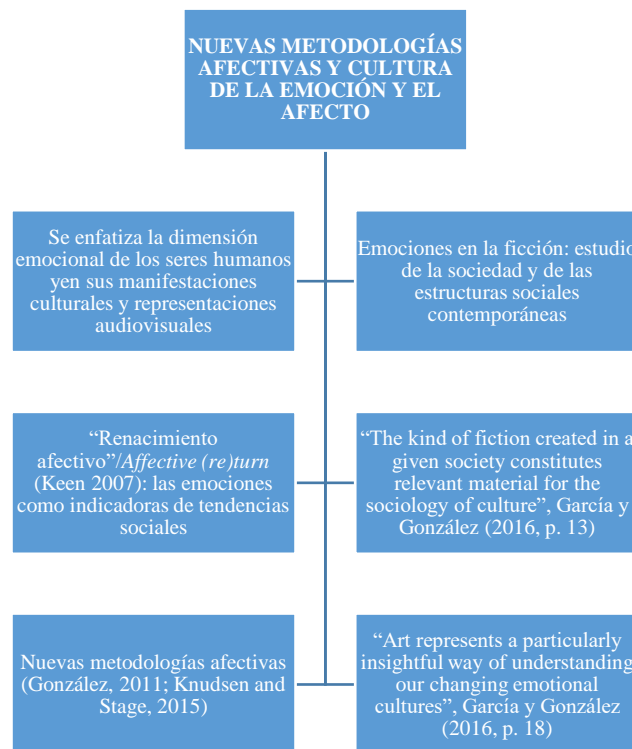 NUEVAS METODOLOGÍAS
AFECTIVAS Y CULTURA
DE LA EMOCIÓN Y EL
AFECTO
Se enfatiza la dimensión
emocional de los seres humanos
yen sus manifestaciones
culturales y representaciones
audiovisuales
Emociones en la ficción: estudio
de la sociedad y de las
estructuras sociales
contemporáneas
“Renacimiento
afectivo”/Affective (re)turn
(Keen 2007): las emociones
como indicadoras de tendencias
sociales
“The kind of fiction created in a
given society constitutes
relevant material for the
sociology of culture”, García y
González (2016, p. 13)
Nuevas metodologías afectivas
(González, 2011; Knudsen and
Stage, 2015)
“Art represents a particularly
insightful way of understanding
our changing emotional
cultures”, García y González
(2016, p. 18)